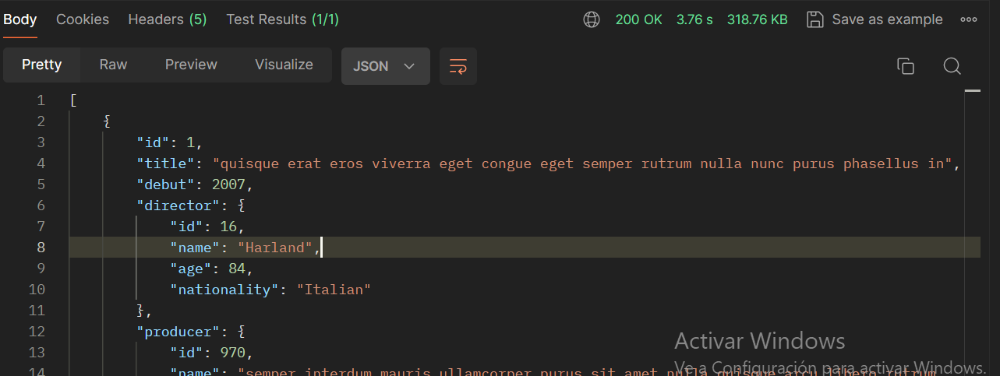 Body Cookies Headers (5) Test Results (1/1) 200 OK 3.76 s 318.76 KB Save as example
Pretty Raw Preview Visualize JSON
1 [
2 {
3 "id": 1,
4 "title": "quisque erat eros viverra eget congue eget semper rutrum nulla nunc purus phasellus in",
5 "debut": 2007,
6 "director": {
7 "id": 16,
8 "name": "Harland",
9 "age": 84,
10 "nationality": "Italian"
11 },
12 "producer": {
13 "id": 970,
14 "name": "semper interdum mauris ullamcorper purus sit amet nulla quisque arcu libero rutrum
Activar Windows
Ve a Configuración para activar Windows.